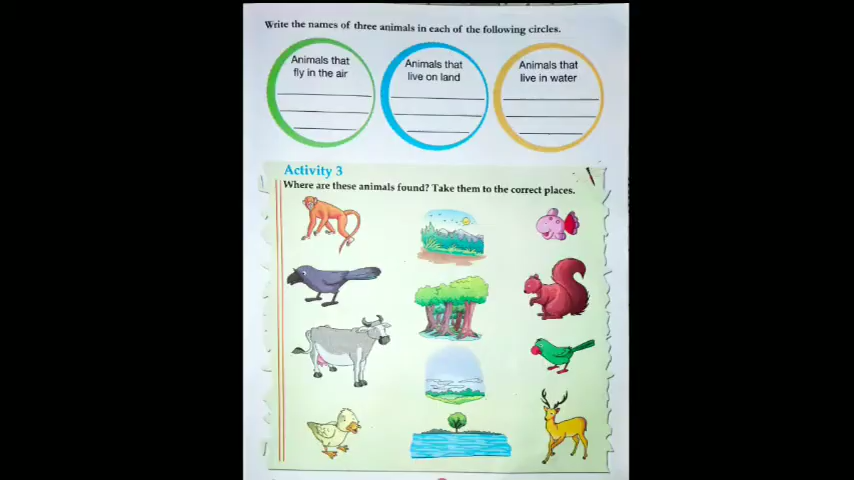 Write the names of three animals in each of the following circles.
Animals that
fly in the air
Animals that
live on land
Animals that
live in water
Activity 3
Where are these animals found? Take them to the correct places.